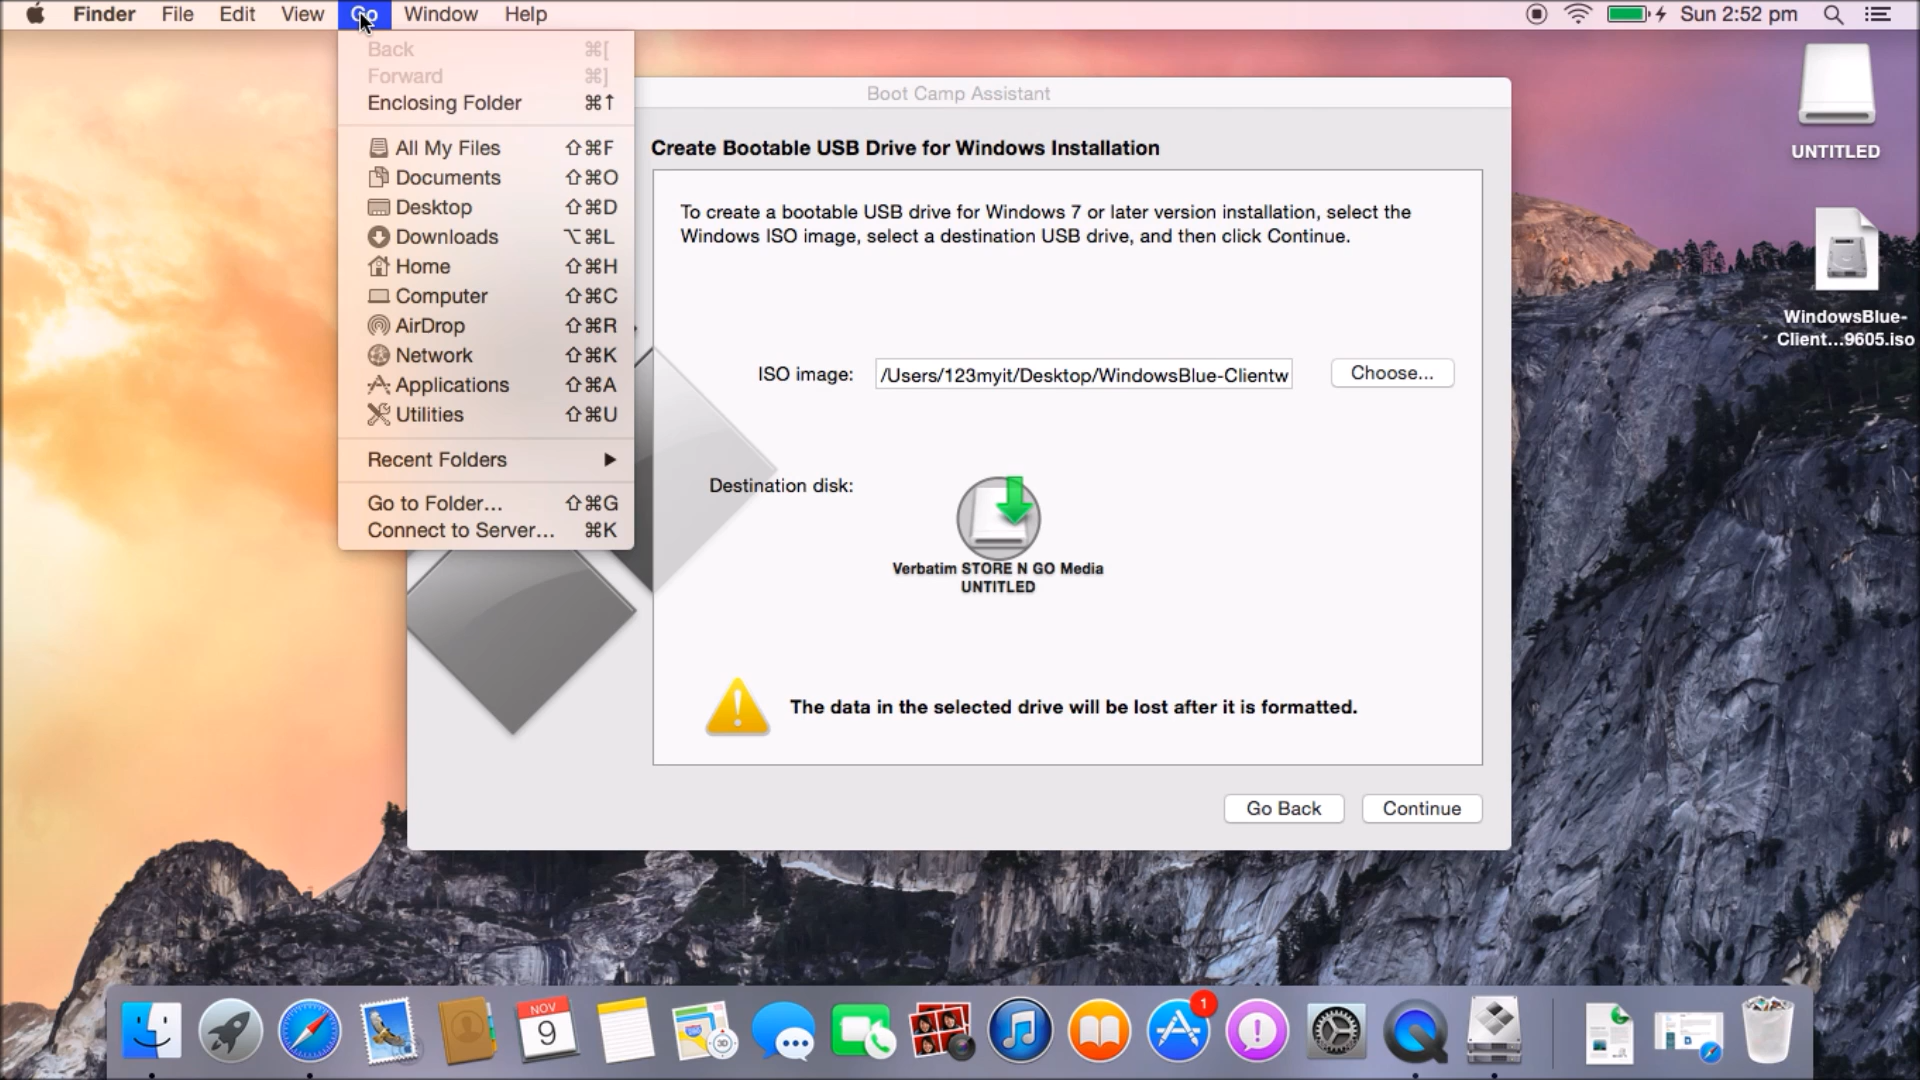 Finder File Edit View Go Window Help Sun 2:52 pm
Back ⌘[
Forward ⌘]
Enclosing Folder ⌘↑
All My Files ⇧⌘F
Documents ⇧⌘O
Desktop ⇧⌘D
Downloads ⌥⌘L
Home ⇧⌘H
Computer ⇧⌘C
AirDrop ⇧⌘R
Network ⇧⌘K
Applications ⇧⌘A
Utilities ⇧⌘U
Recent Folders ▶
Go to Folder... ⇧⌘G
Connect to Server... ⌘K
Boot Camp Assistant
Create Bootable USB Drive for Windows Installation
To create a bootable USB drive for Windows 7 or later version installation, select the
Windows ISO image, select a destination USB drive, and then click Continue.
ISO image: /Users/123myit/Desktop/WindowsBlue-Clientw Choose...
Destination disk:
Verbatim STORE N GO Media
UNTITLED
The data in the selected drive will be lost after it is formatted.
Go Back Continue
UNTITLED
WindowsBlue-
Client...9605.iso
NOV
9
3D
1